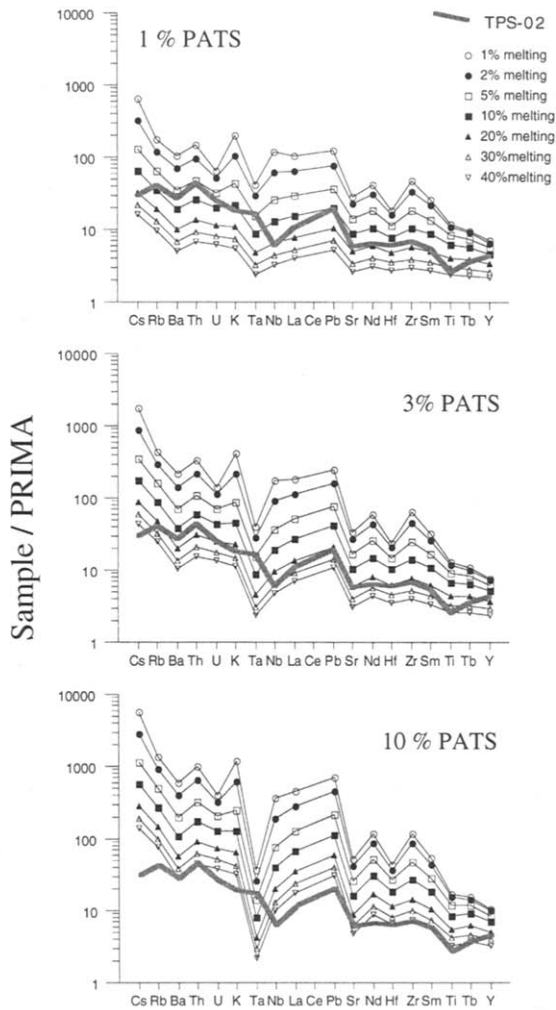 TPS-02
1 % PATS
1% melting
2% melting
5% melting
10% melting
20% melting
30%melting
40%melting
10000
1000
100
10
1
Cs Rb Ba Th U K Ta Nb La Ce Pb Sr Nd Hf Zr Sm Ti Tb Y
Sample / PRIMA
3% PATS
10000
1000
100
10
1
Cs Rb Ba Th U K Ta Nb La Ce Pb Sr Nd Hf Zr Sm Ti Tb Y
10 % PATS
10000
1000
100
10
1
Cs Rb Ba Th U K Ta Nb La Ce Pb Sr Nd Hf Zr Sm Ti Tb Y